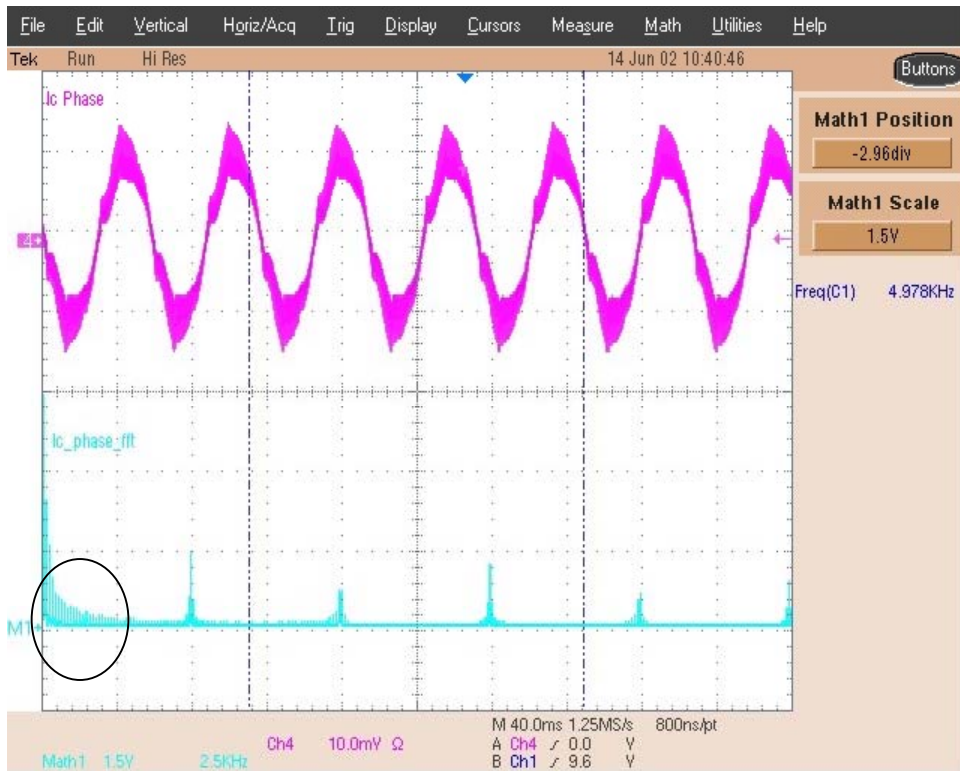 File Edit Vertical Horiz/Acq Trig Display Cursors Measure Math Utilities Help
Tek Run Hi Res 14 Jun 02 10:40:46
Buttons
Ic Phase
Math1 Position
-2.96div
Math1 Scale
1.5V
4
Freq(C1) 4.978KHz
Ic_phase_fft
M1
M 40.0ms 1.25MS/s 800ns/pt
Ch4 10.0mV Ω A Ch4 ∕ 0.0 V
Math1 1.5V 2.5KHz B Ch1 ∕ 9.6 V